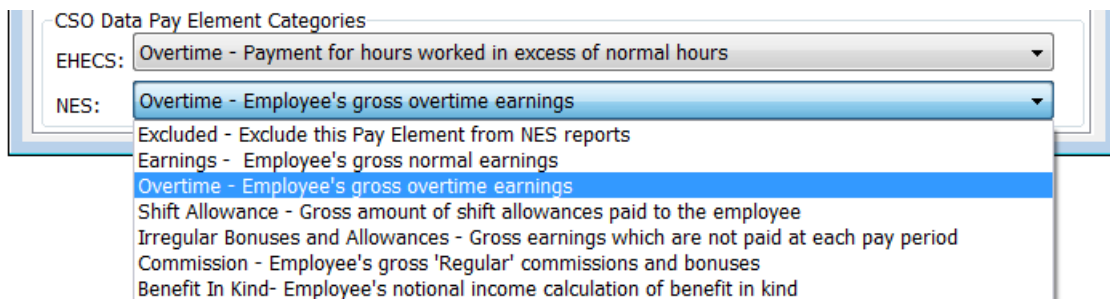 CSO Data Pay Element Categories
EHECS: Overtime - Payment for hours worked in excess of normal hours
NES: Overtime - Employee's gross overtime earnings
Excluded - Exclude this Pay Element from NES reports
Earnings -  Employee's gross normal earnings
Overtime - Employee's gross overtime earnings
Shift Allowance - Gross amount of shift allowances paid to the employee
Irregular Bonuses and Allowances - Gross earnings which are not paid at each pay period
Commission - Employee's gross 'Regular' commissions and bonuses
Benefit In Kind- Employee's notional income calculation of benefit in kind